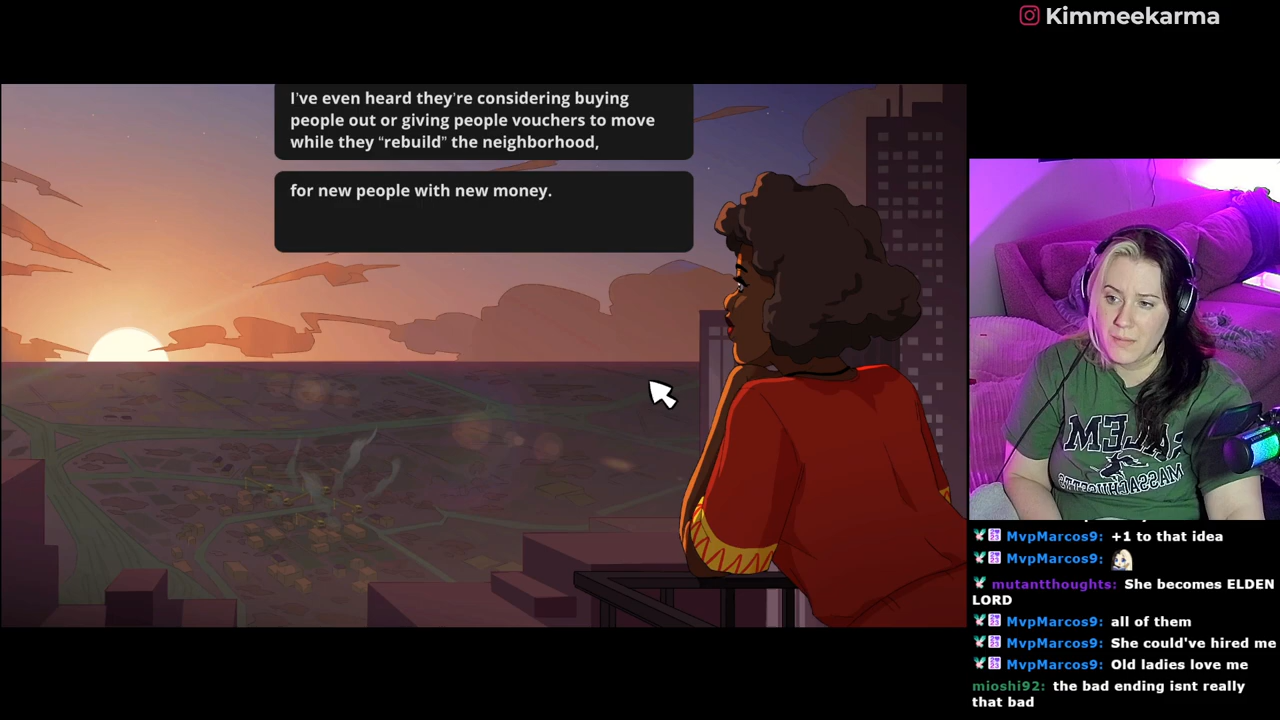 Kimmeekarma
I've even heard they're considering buying
people out or giving people vouchers to move
while they “rebuild” the neighborhood,
for new people with new money.
SALEM
MASSACHUSETTS
MvpMarcos9: +1 to that idea
MvpMarcos9:
mutantthoughts: She becomes ELDEN
LORD
MvpMarcos9: all of them
MvpMarcos9: She could've hired me
MvpMarcos9: Old ladies love me
mioshi92: the bad ending isnt really
that bad